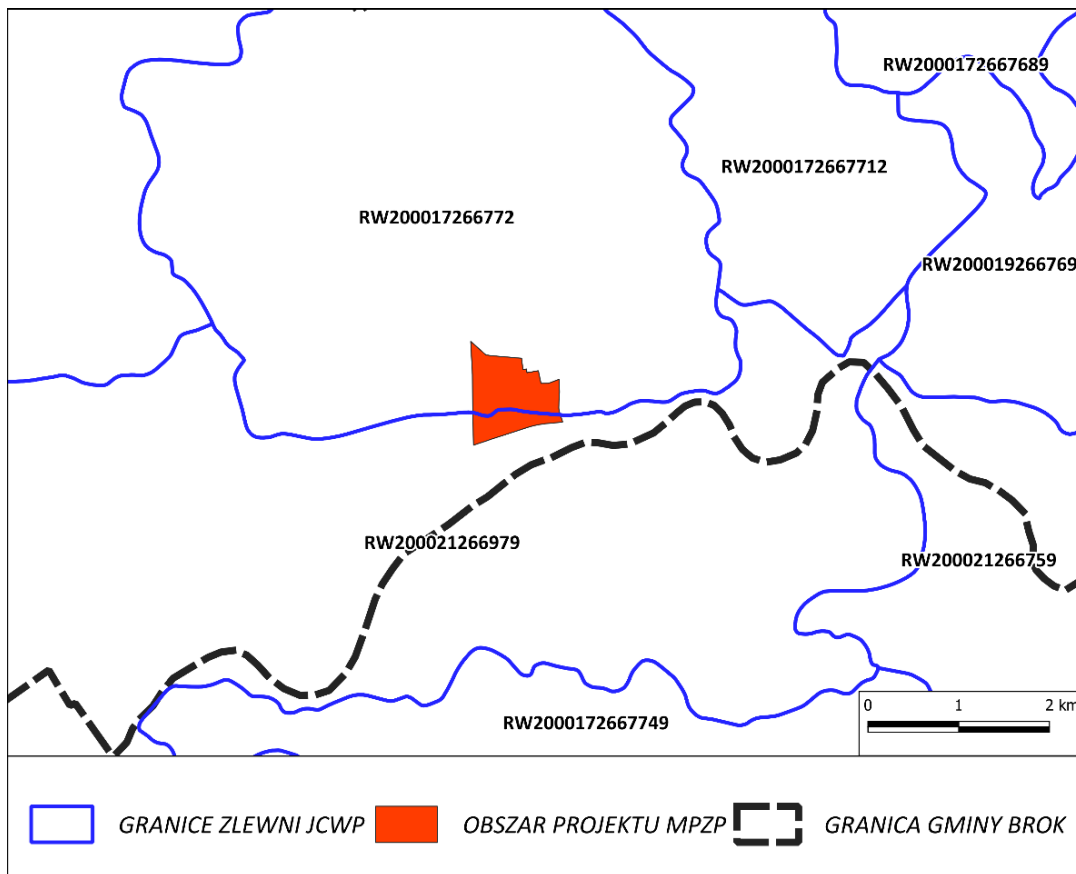 RW2000172667689
RW2000172667712
RW200017266772
RW200019266769
RW200021266979
RW200021266759
RW2000172667749
0 1 2 km
GRANICE ZLEWNI JCWP OBSZAR PROJEKTU MPZP GRANICA GMINY BROK